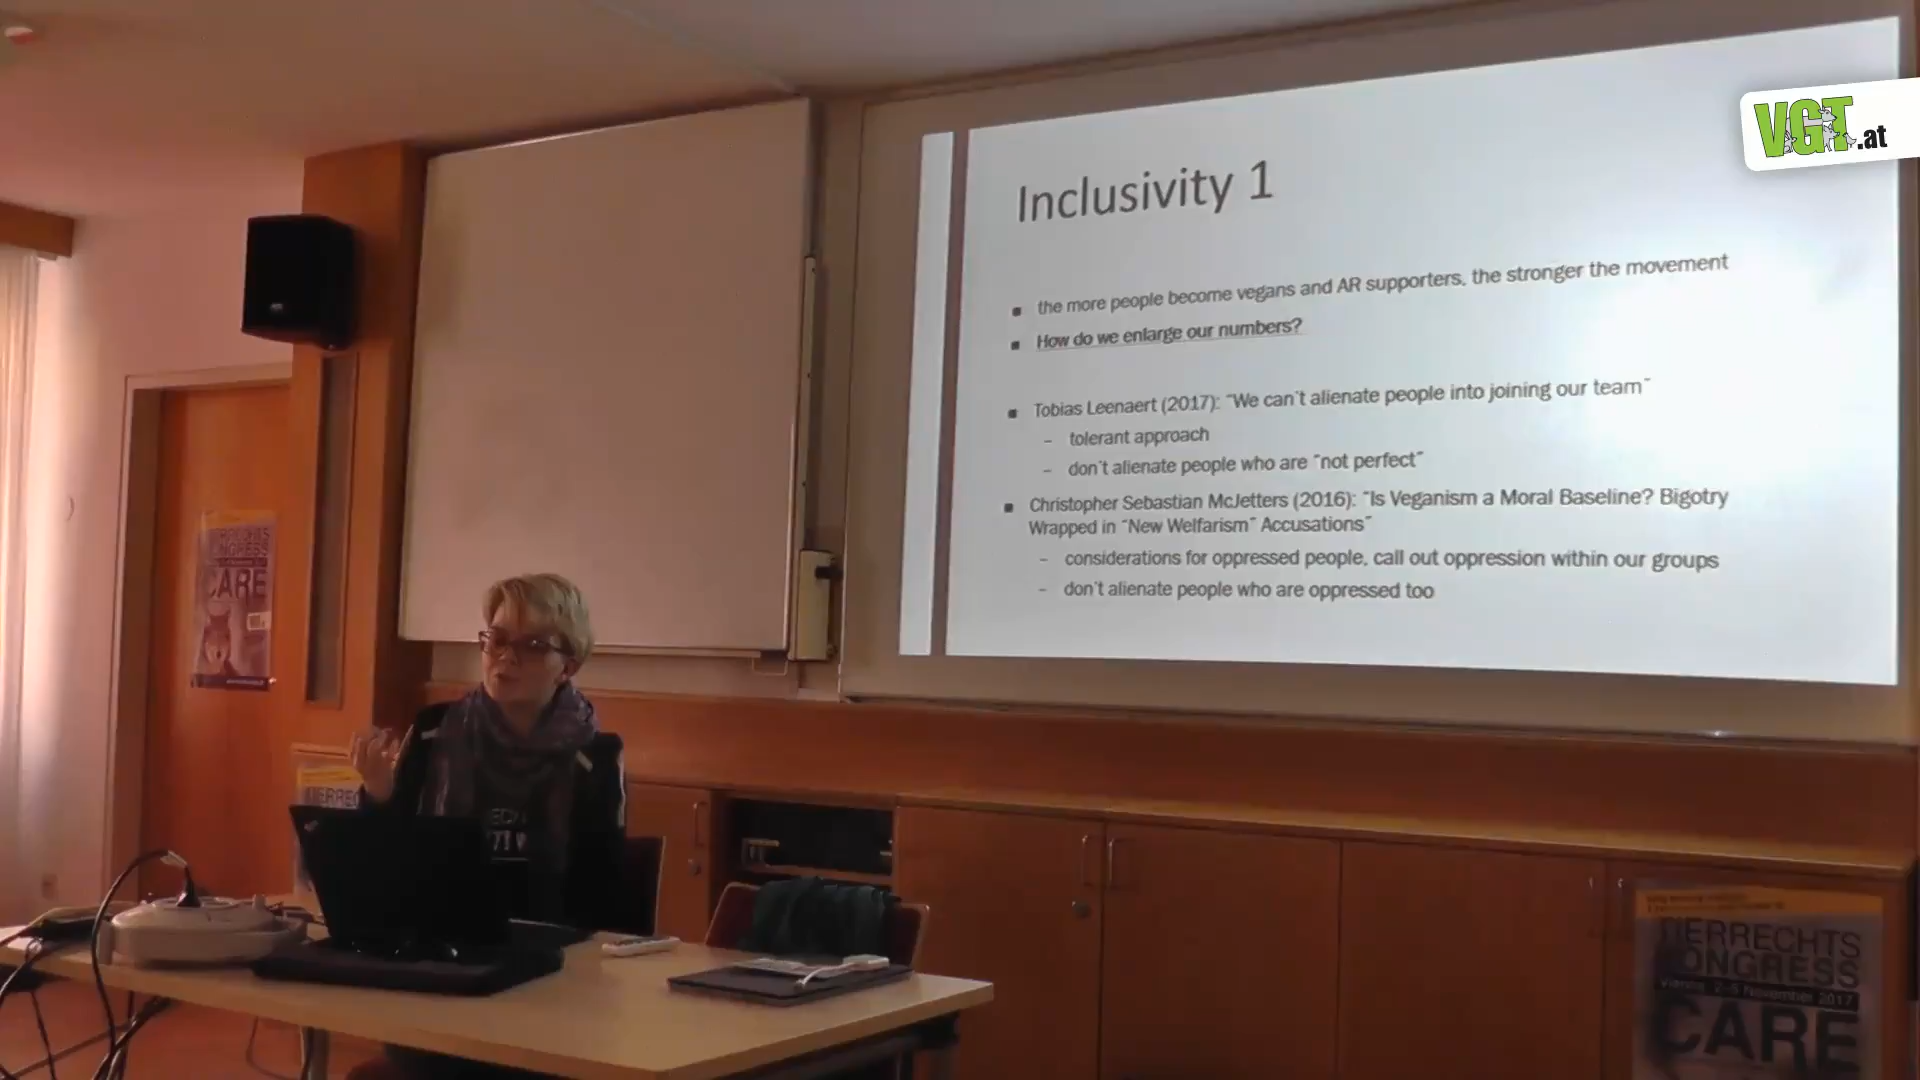 VGT.at
Inclusivity 1
▪ the more people become vegans and AR supporters, the stronger the movement
▪ How do we enlarge our numbers?
▪ Tobias Leenaert (2017): "We can't alienate people into joining our team"
– tolerant approach
– don't alienate people who are "not perfect"
▪ Christopher Sebastian McJetters (2016): "Is Veganism a Moral Baseline? Bigotry
Wrapped in "New Welfarism" Accusations"
– considerations for oppressed people, call out oppression within our groups
– don't alienate people who are oppressed too
CONGRESS
CARE
TIERRECHTS
KONGRESS
Vienna, 2-5 November 2017
CARE